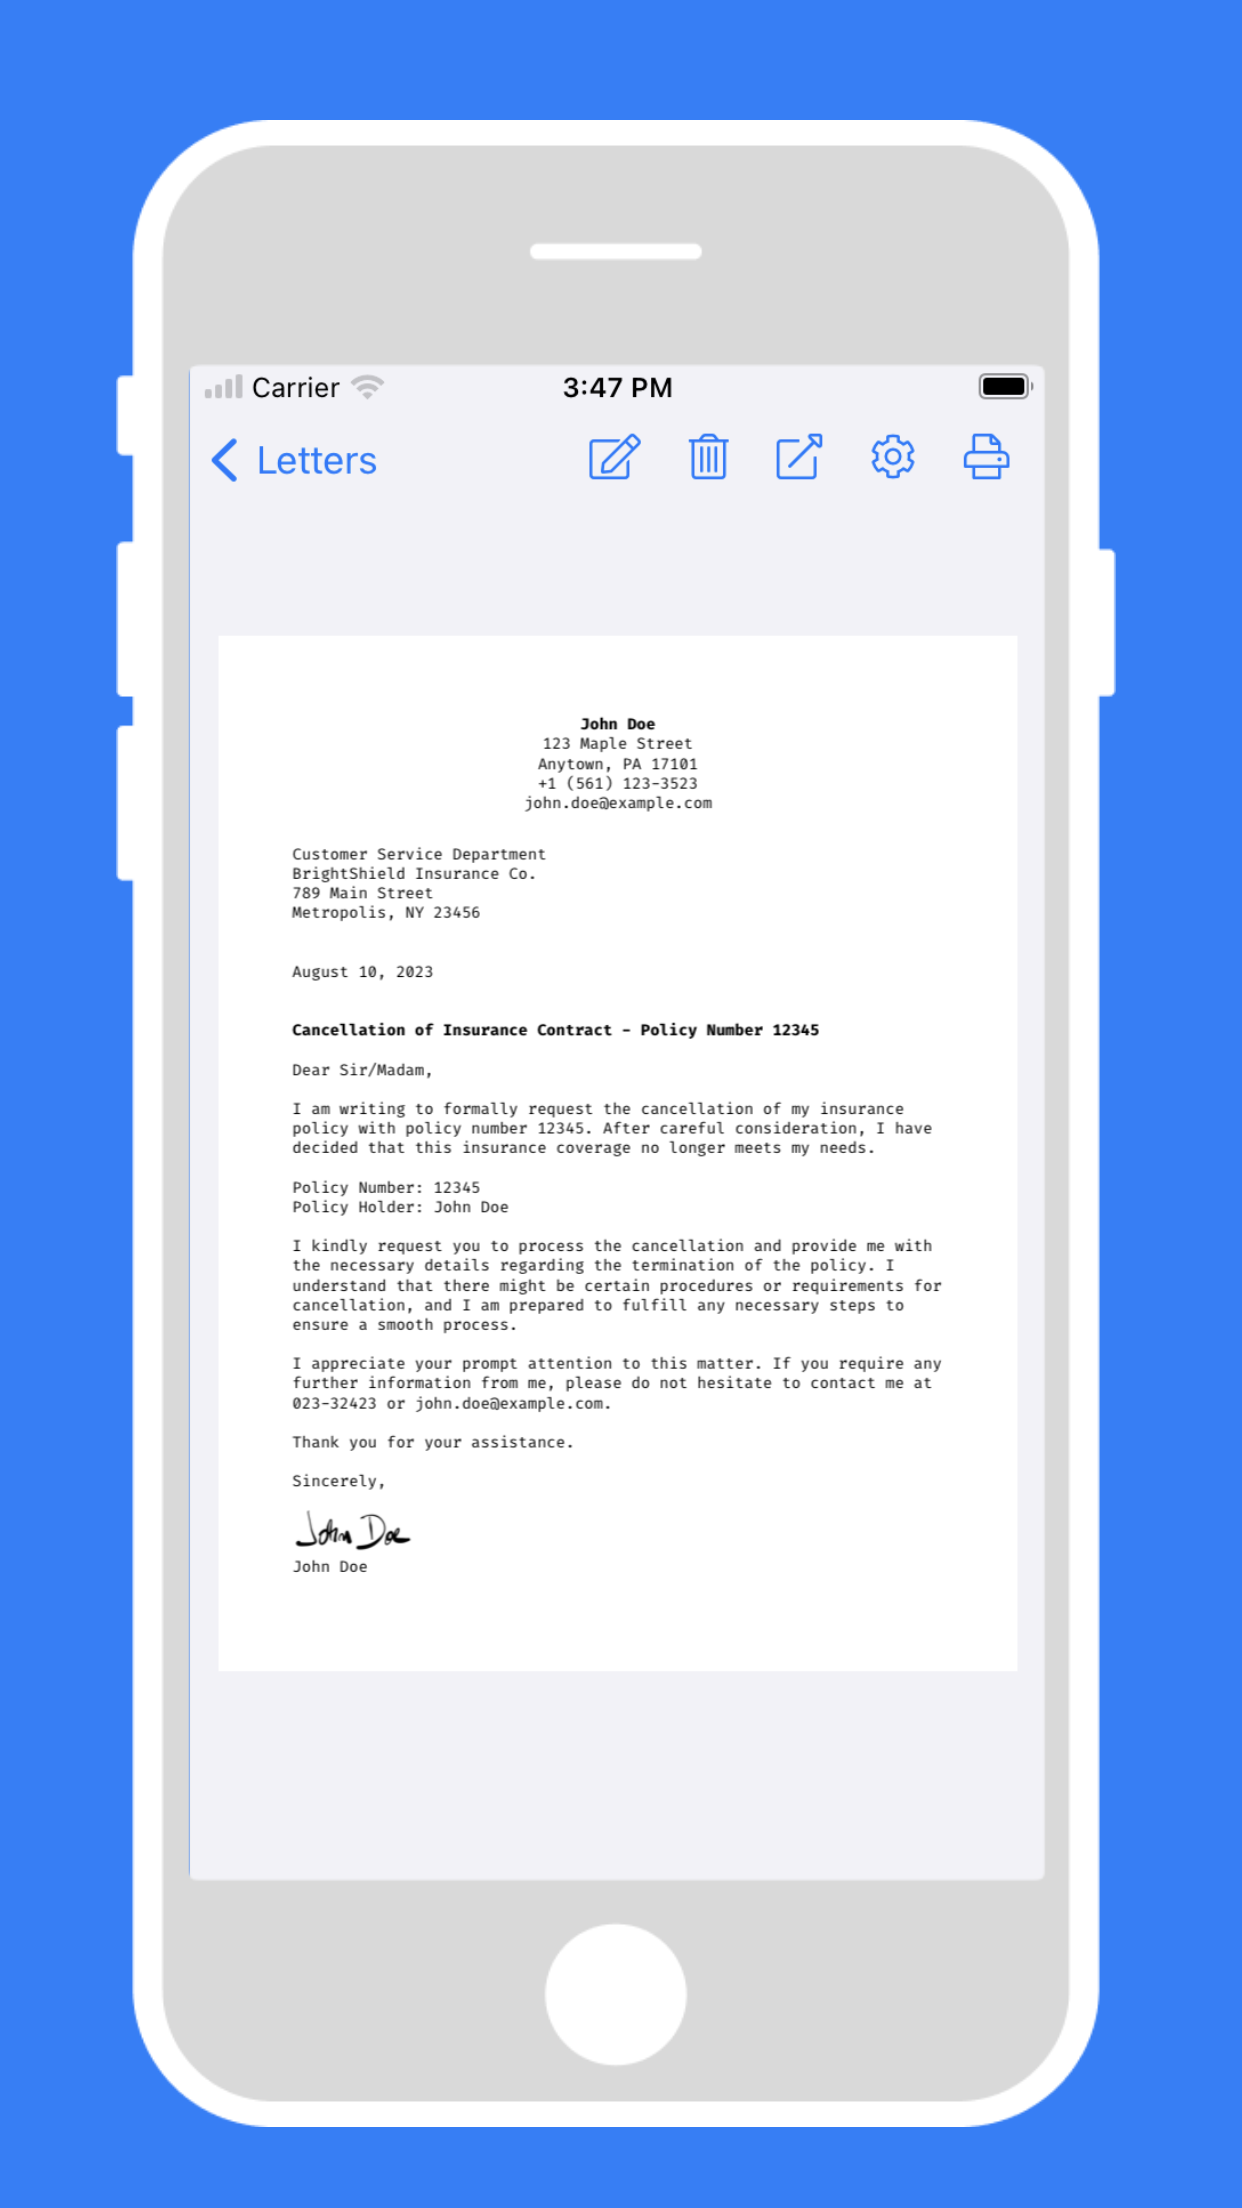 Carrier
3:47 PM
Letters
John Doe
123 Maple Street
Anytown, PA 17101
+1 (561) 123-3523
john.doe@example.com
Customer Service Department
BrightShield Insurance Co.
789 Main Street
Metropolis, NY 23456
August 10, 2023
Cancellation of Insurance Contract - Policy Number 12345
Dear Sir/Madam,
I am writing to formally request the cancellation of my insurance
policy with policy number 12345. After careful consideration, I have
decided that this insurance coverage no longer meets my needs.
Policy Number: 12345
Policy Holder: John Doe
I kindly request you to process the cancellation and provide me with
the necessary details regarding the termination of the policy. I
understand that there might be certain procedures or requirements for
cancellation, and I am prepared to fulfill any necessary steps to
ensure a smooth process.
I appreciate your prompt attention to this matter. If you require any
further information from me, please do not hesitate to contact me at
023-32423 or john.doe@example.com.
Thank you for your assistance.
Sincerely,
John Doe
John Doe